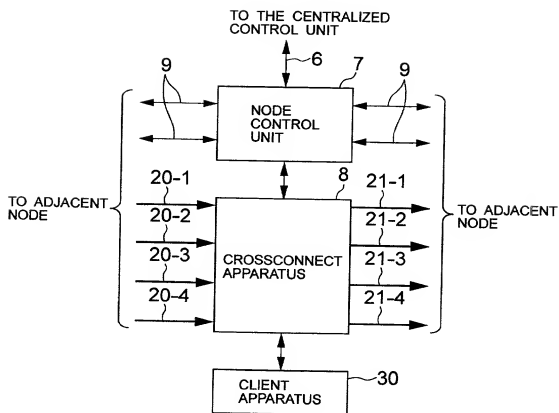 TO THE CENTRALIZED
CONTROL UNIT
6
7
9
9
NODE
CONTROL
UNIT
8
20-1
21-1
20-2
21-2
TO ADJACENT
NODE
TO ADJACENT
NODE
CROSSCONNECT
APPARATUS
20-3
21-3
20-4
21-4
CLIENT
APPARATUS
30